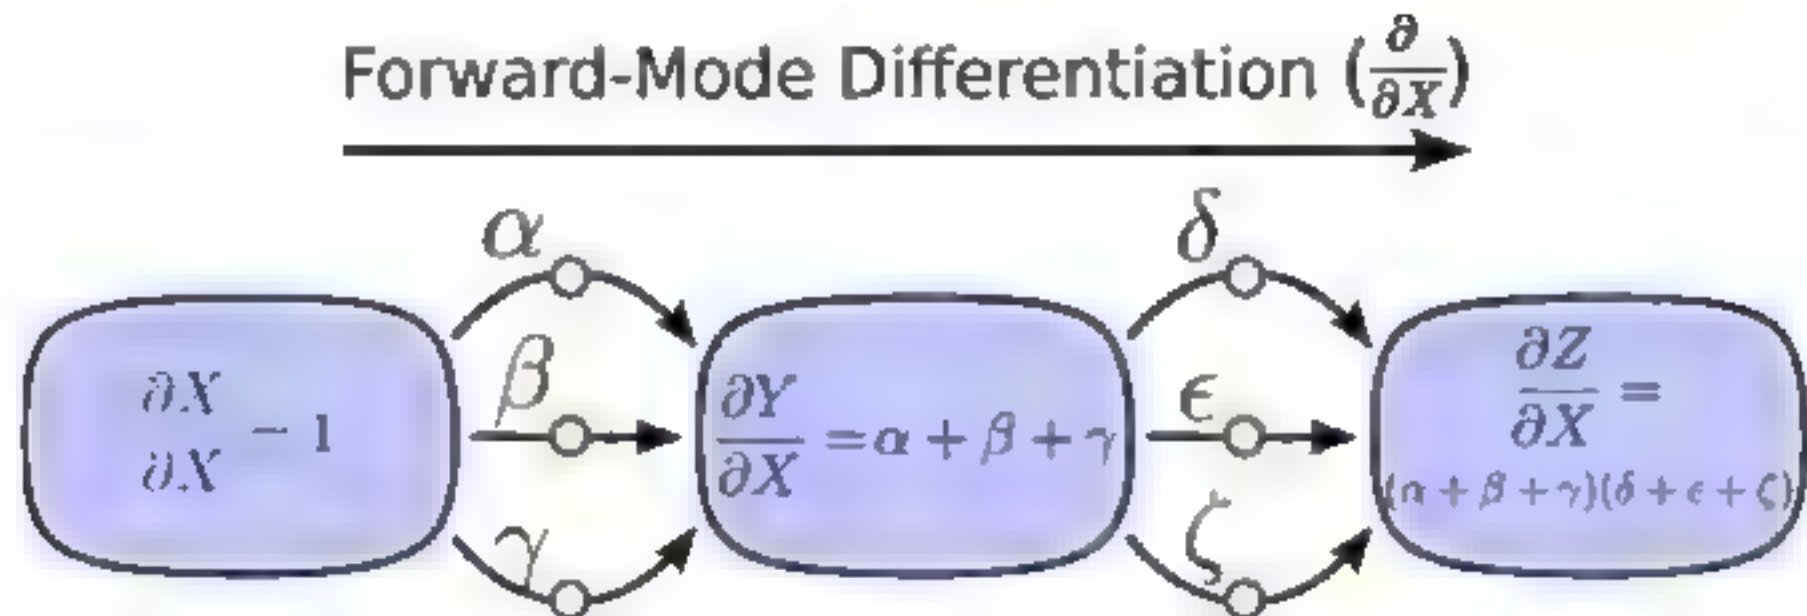 Forward-Mode Differentiation (∂/∂X)
α
δ
β
ϵ
γ
ζ
∂X/∂X = 1
∂Y/∂X = α + β + γ
∂Z/∂X =
(α + β + γ)(δ + ϵ + ζ)